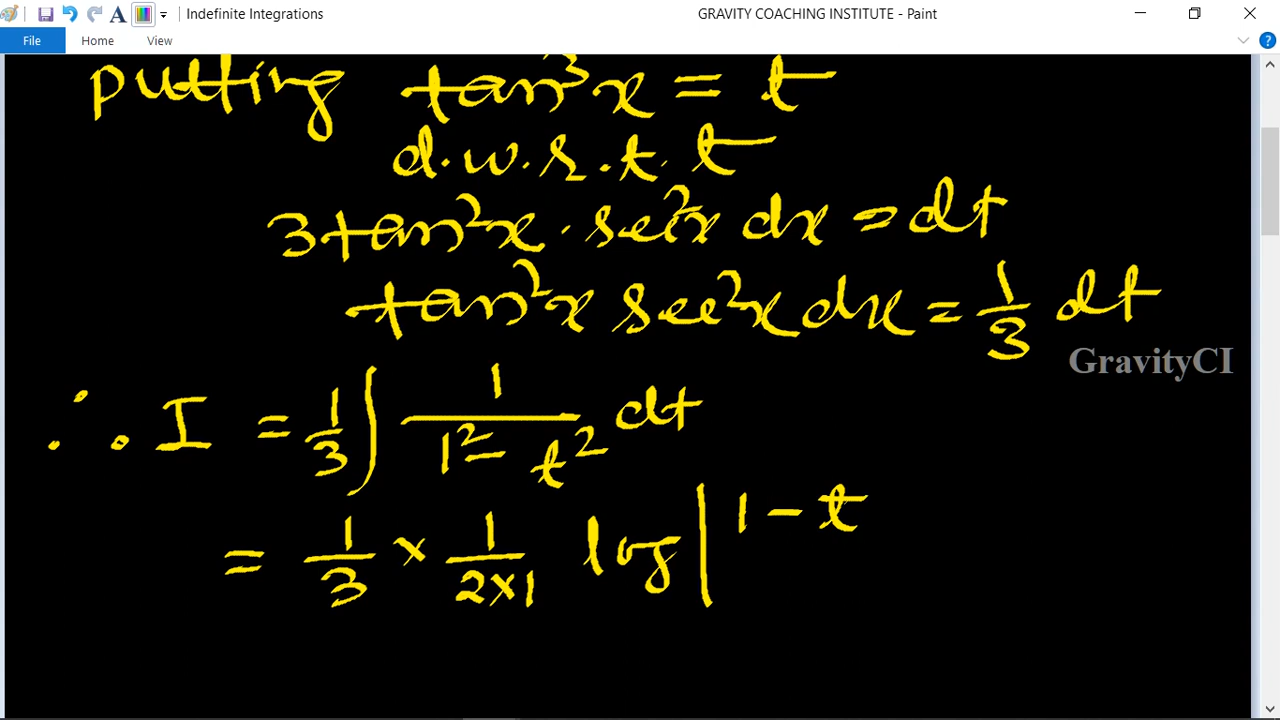 Indefinite Integrations
GRAVITY COACHING INSTITUTE - Paint
File Home View
putting tan³x = t
d.w.r.t. t
3tan²x . sec²x dx = dt
tan²x sec²x dx = 1/3 dt
GravityCI
∴ I = 1/3 ∫ 1/(1² - t²) dt
= 1/3 × 1/(2×1) log | 1 - t